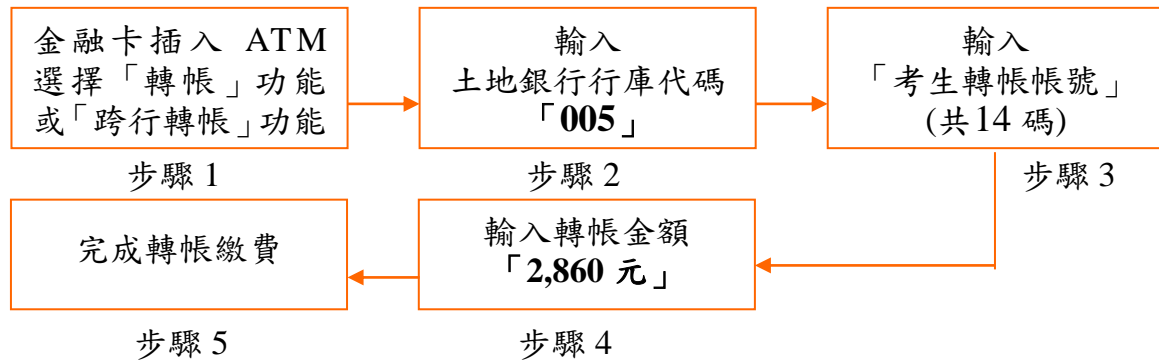 金融卡插入 ATM
選擇「轉帳」功能
或「跨行轉帳」功能
步驟 1
輸入
土地銀行行庫代碼
「005」
步驟 2
輸入
「考生轉帳帳號」
(共14 碼)
步驟 3
輸入轉帳金額
「2,860 元」
步驟 4
完成轉帳繳費
步驟 5